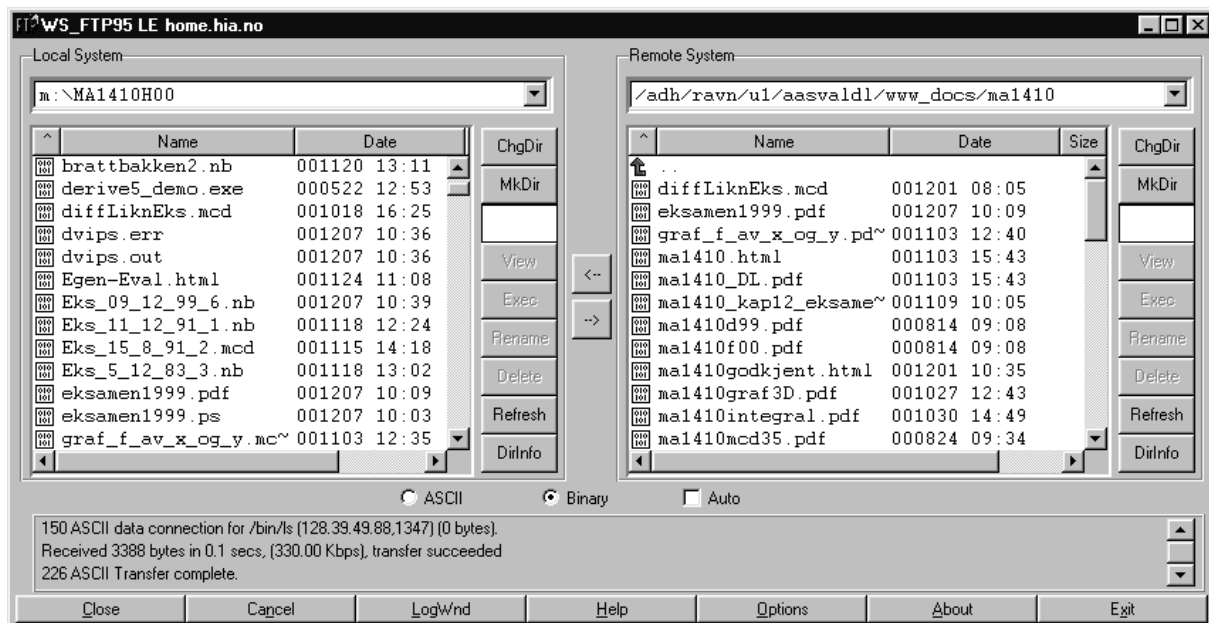 WS_FTP95 LE home.hia.no
Local System
m:\MA1410H00
^ Name Date
brattbakken2.nb 001120 13:11
derive5_demo.exe 000522 12:53
diffLiknEks.mcd 001018 16:25
dvips.err 001207 10:36
dvips.out 001207 10:36
Egen-Eval.html 001124 11:08
Eks_09_12_99_6.nb 001207 10:39
Eks_11_12_91_1.nb 001118 12:24
Eks_15_8_91_2.mcd 001115 14:18
Eks_5_12_83_3.nb 001118 13:02
eksamen1999.pdf 001207 10:09
eksamen1999.ps 001207 10:03
graf_f_av_x_og_y.mc~ 001103 12:35
ChgDir
MkDir
View
Exec
Rename
Delete
Refresh
DirInfo
<--
-->
Remote System
/adh/ravn/u1/aasvaldl/www_docs/ma1410
^ Name Date Size
..
diffLiknEks.mcd 001201 08:05
eksamen1999.pdf 001207 10:09
graf_f_av_x_og_y.pd~ 001103 12:40
ma1410.html 001103 15:43
ma1410_DL.pdf 001103 15:43
ma1410_kap12_eksame~ 001109 10:05
ma1410d99.pdf 000814 09:08
ma1410f00.pdf 000814 09:08
ma1410godkjent.html 001201 10:35
ma1410graf3D.pdf 001027 12:43
ma1410integral.pdf 001030 14:49
ma1410mcd35.pdf 000824 09:34
ChgDir
MkDir
View
Exec
Rename
Delete
Refresh
DirInfo
ASCII Binary Auto
150 ASCII data connection for /bin/ls (128.39.49.88,1347) (0 bytes).
Received 3388 bytes in 0.1 secs, (330.00 Kbps), transfer succeeded
226 ASCII Transfer complete.
Close Cancel LogWnd Help Options About Exit